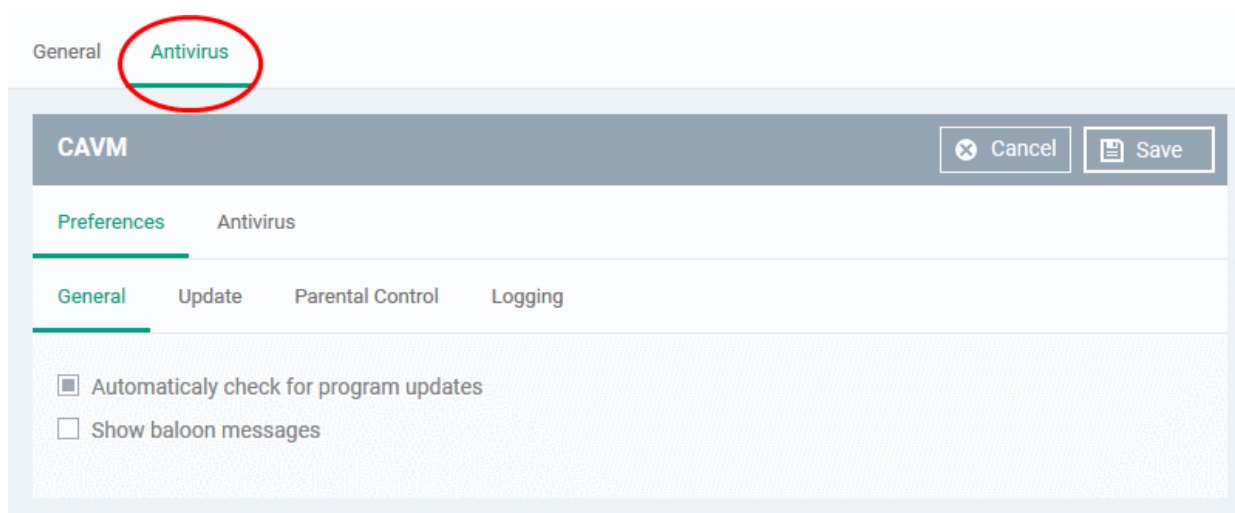 General Antivirus
CAVM Cancel Save
Preferences Antivirus
General Update Parental Control Logging
Automaticaly check for program updates
Show baloon messages